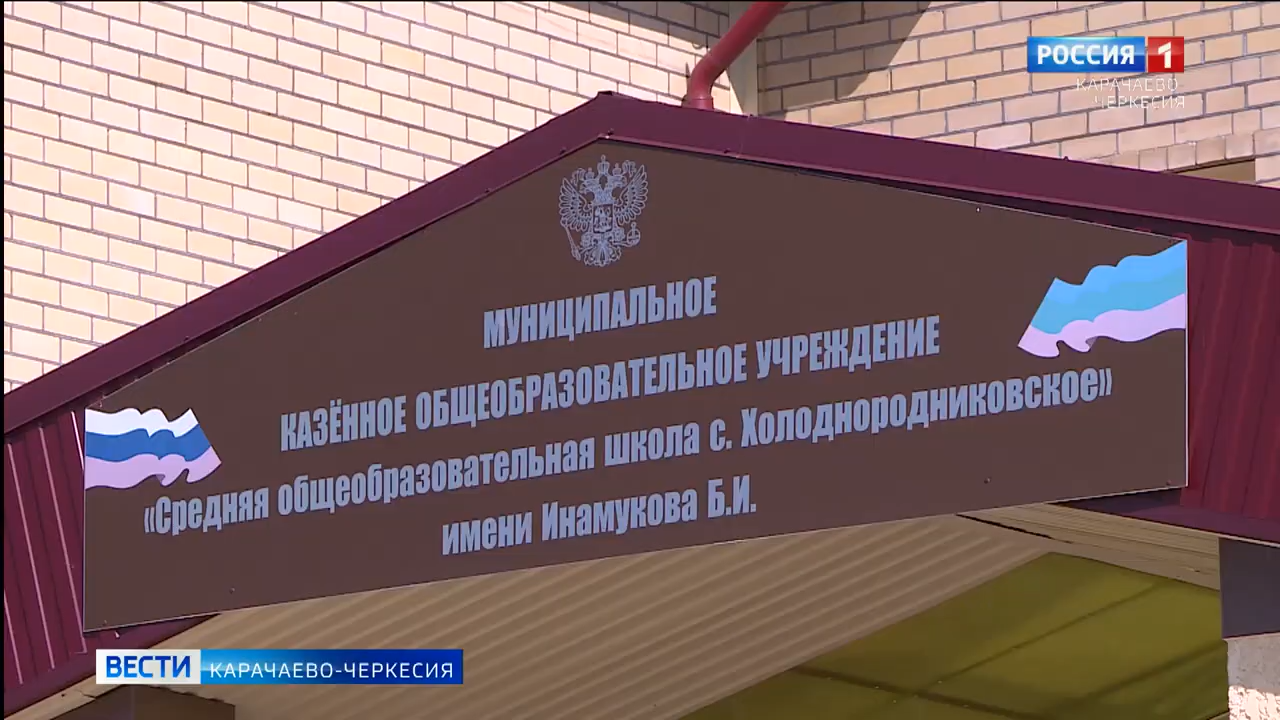 РОССИЯ 1
КАРАЧАЕВО-
ЧЕРКЕСИЯ
МУНИЦИПАЛЬНОЕ
КАЗЁННОЕ ОБЩЕОБРАЗОВАТЕЛЬНОЕ УЧРЕЖДЕНИЕ
«Средняя общеобразовательная школа с. Холоднородниковское»
имени Инамукова Б.И.
ВЕСТИ КАРАЧАЕВО-ЧЕРКЕСИЯ